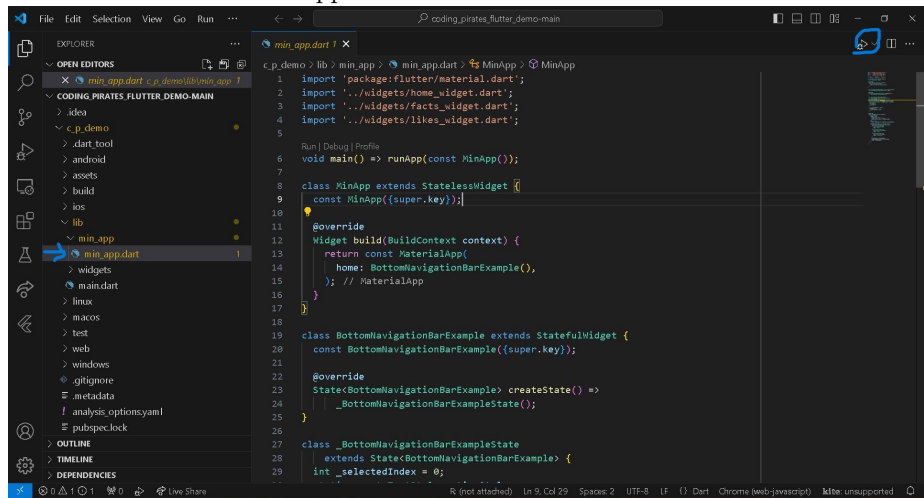 File Edit Selection View Go Run ···
coding_pirates_flutter_demo-main
EXPLORER
OPEN EDITORS
min_app.dart c_p_demo\lib\min_app 1
CODING_PIRATES_FLUTTER_DEMO-MAIN
.idea
c_p_demo
.dart_tool
android
assets
build
ios
lib
min_app
min_app.dart 1
widgets
main.dart
linux
macos
test
web
windows
.gitignore
.metadata
analysis_options.yaml
pubspec.lock
OUTLINE
TIMELINE
DEPENDENCIES
min_app.dart 1
c_p_demo > lib > min_app > min_app.dart > MinApp > MinApp
1 import 'package:flutter/material.dart';
2 import '../widgets/home_widget.dart';
3 import '../widgets/facts_widget.dart';
4 import '../widgets/likes_widget.dart';
5
Run | Debug | Profile
6 void main() => runApp(const MinApp());
7
8 class MinApp extends StatelessWidget {
9 const MinApp({super.key});
10
11 @override
12 Widget build(BuildContext context) {
13 return const MaterialApp(
14 home: BottomNavigationBarExample(),
15 ); // MaterialApp
16 }
17 }
18
19 class BottomNavigationBarExample extends StatefulWidget {
20 const BottomNavigationBarExample({super.key});
21
22 @override
23 State<BottomNavigationBarExample> createState() =>
24 _BottomNavigationBarExampleState();
25 }
26
27 class _BottomNavigationBarExampleState
28 extends State<BottomNavigationBarExample> {
29 int _selectedIndex = 0;
0 1 1 0 Live Share
R: (not attached) Ln 9, Col 29 Spaces: 2 UTF-8 LF {} Dart Chrome (web-javascript) kite: unsupported